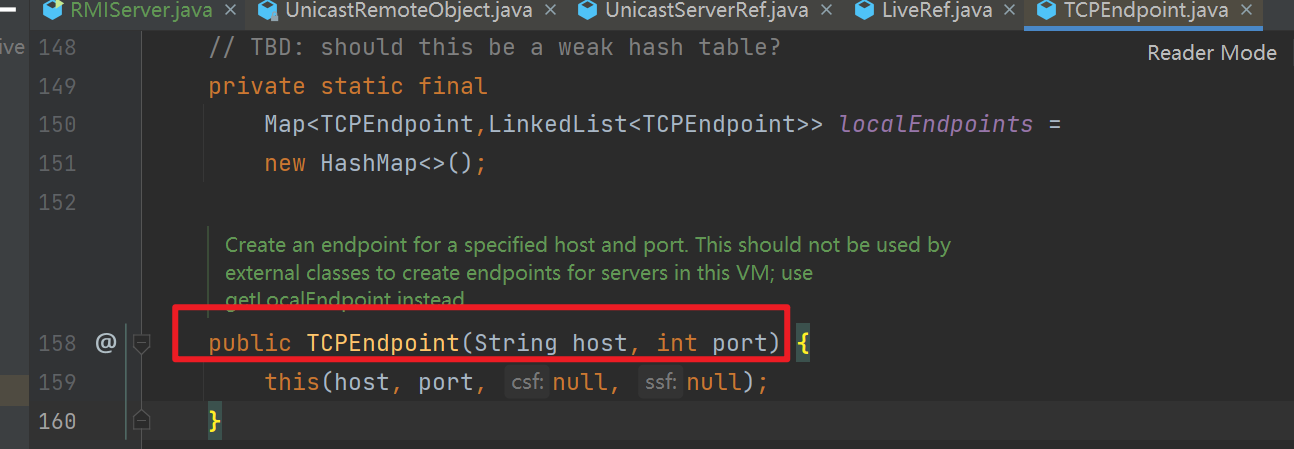 RMIServer.java × UnicastRemoteObject.java × UnicastServerRef.java × LiveRef.java × TCPEndpoint.java ×
ive
Reader Mode
148 // TBD: should this be a weak hash table?
149 private static final
150 Map<TCPEndpoint,LinkedList<TCPEndpoint>> localEndpoints =
151 new HashMap<>();
152
Create an endpoint for a specified host and port. This should not be used by
external classes to create endpoints for servers in this VM; use
getLocalEndpoint instead
158 @ public TCPEndpoint(String host, int port) {
159 this(host, port, csf: null, ssf: null);
160 }